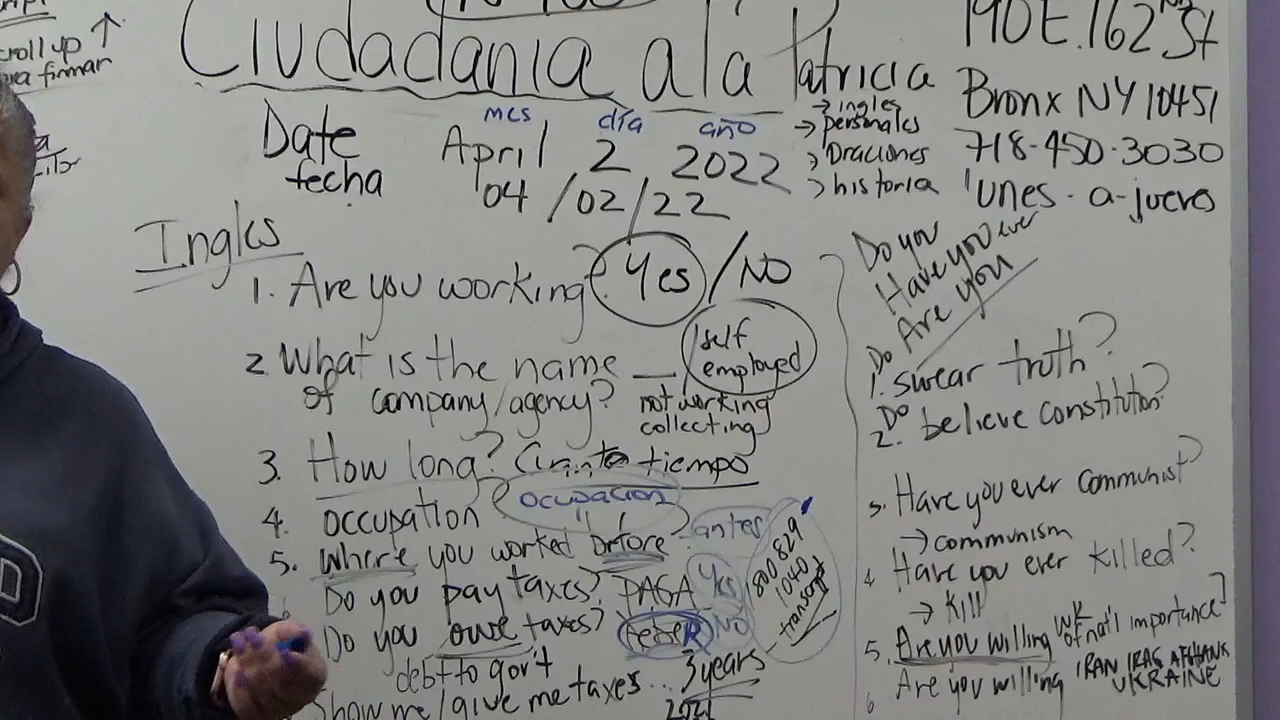 N-400
Ciudadania a la Patricia
→ ingles
→ personales
→ Oraciones
→ historia
190 E. 162nd St
Bronx NY 10451
718-450-3030
lunes - a - jueves
croll up ↑
para firmar
mes día año
Date April 2 2022
fecha 04/02/22
Ingles
1. Are you working? Yes / NO
2 What is the name __ / self employed
of company/agency? not working
collecting
3. How long? Cuanto tiempo
4. occupation ocupacion
5. Where you worked before? antes
Do you pay taxes? PAGA Yes
Do you owe taxes? DEBER NO
debt to gov't
Show me/give me taxes... 3 years
2021
800 829
1040
transcript
Do you
Have you ever
Are you
1. Do swear truth?
2. Do believe constitution?
3. Have you ever communist?
→ communism
4 Have you ever killed?
→ Kill
5. Are you willing wk of nat'l importance?
6 Are you willing IRAN IRAQ AFGHANS
UKRAINE